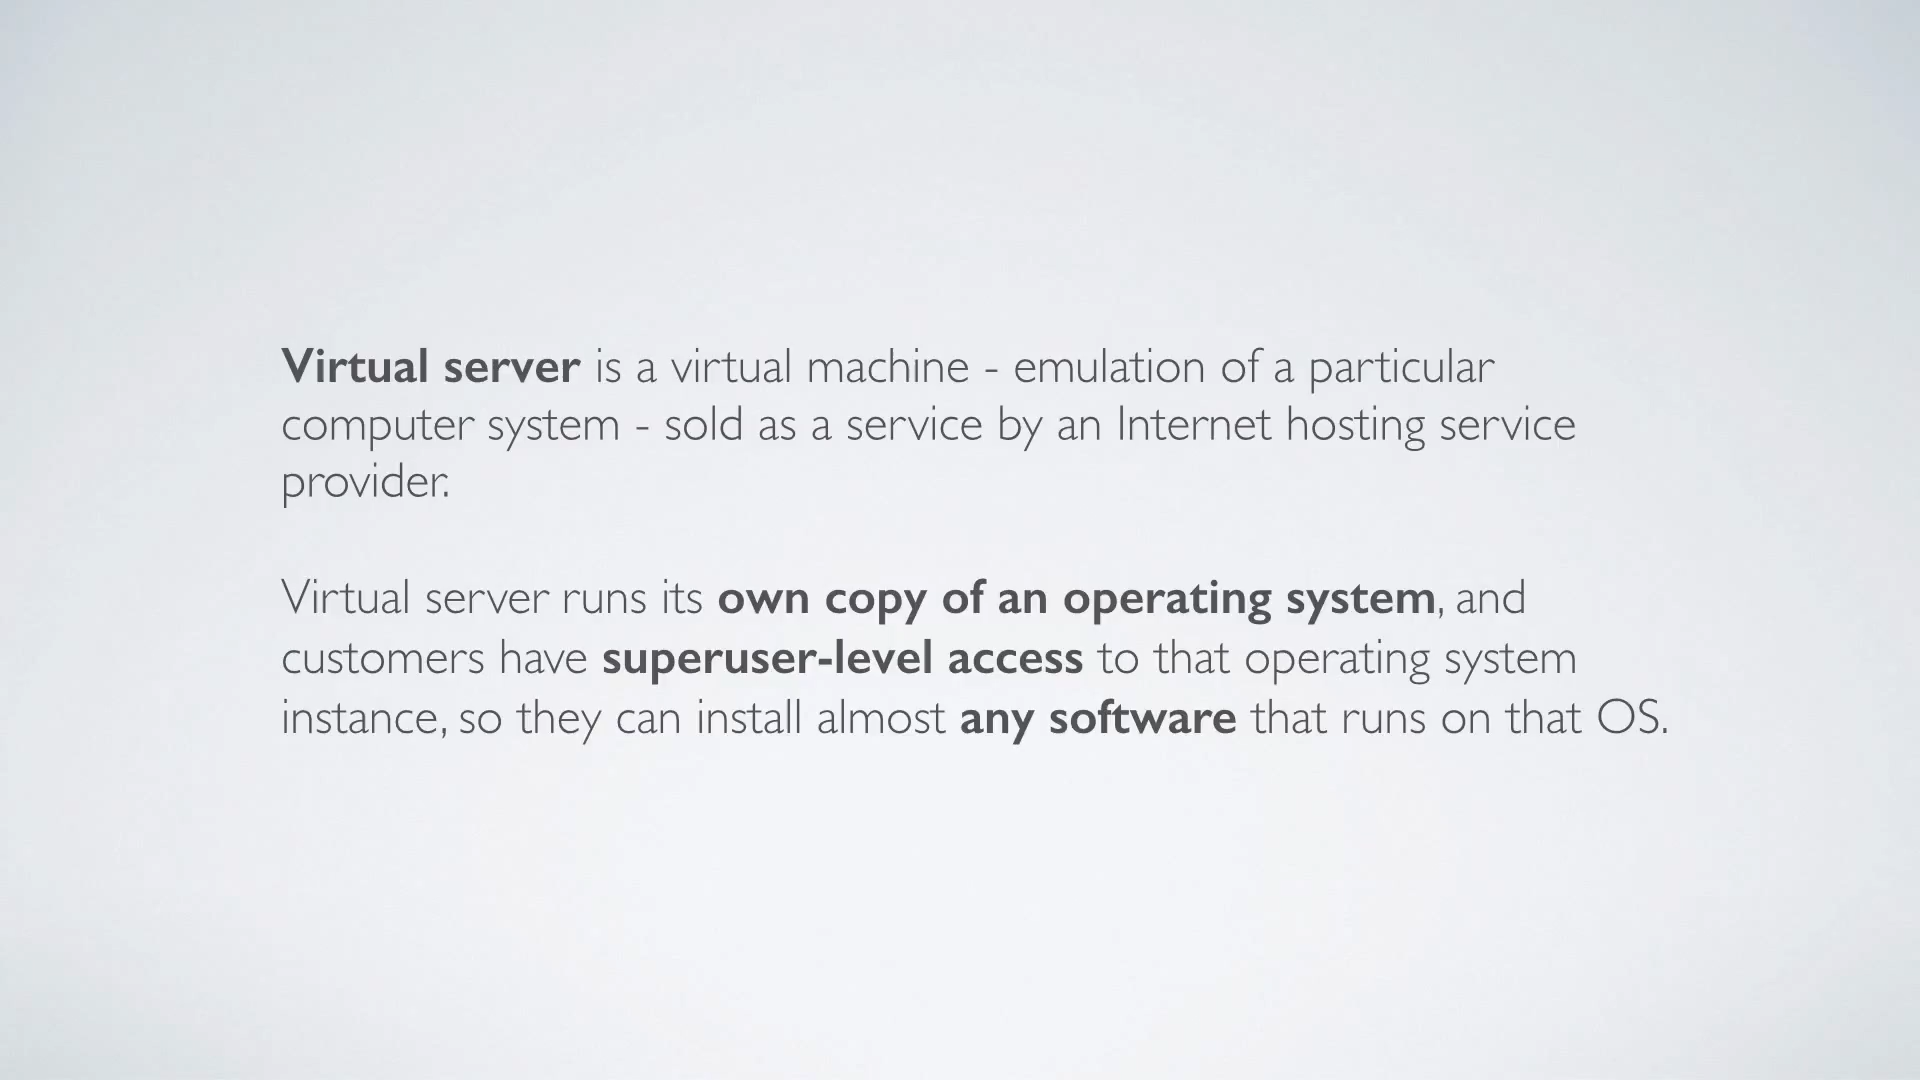 Virtual server is a virtual machine - emulation of a particular
computer system - sold as a service by an Internet hosting service
provider.
Virtual server runs its own copy of an operating system, and
customers have superuser-level access to that operating system
instance, so they can install almost any software that runs on that OS.